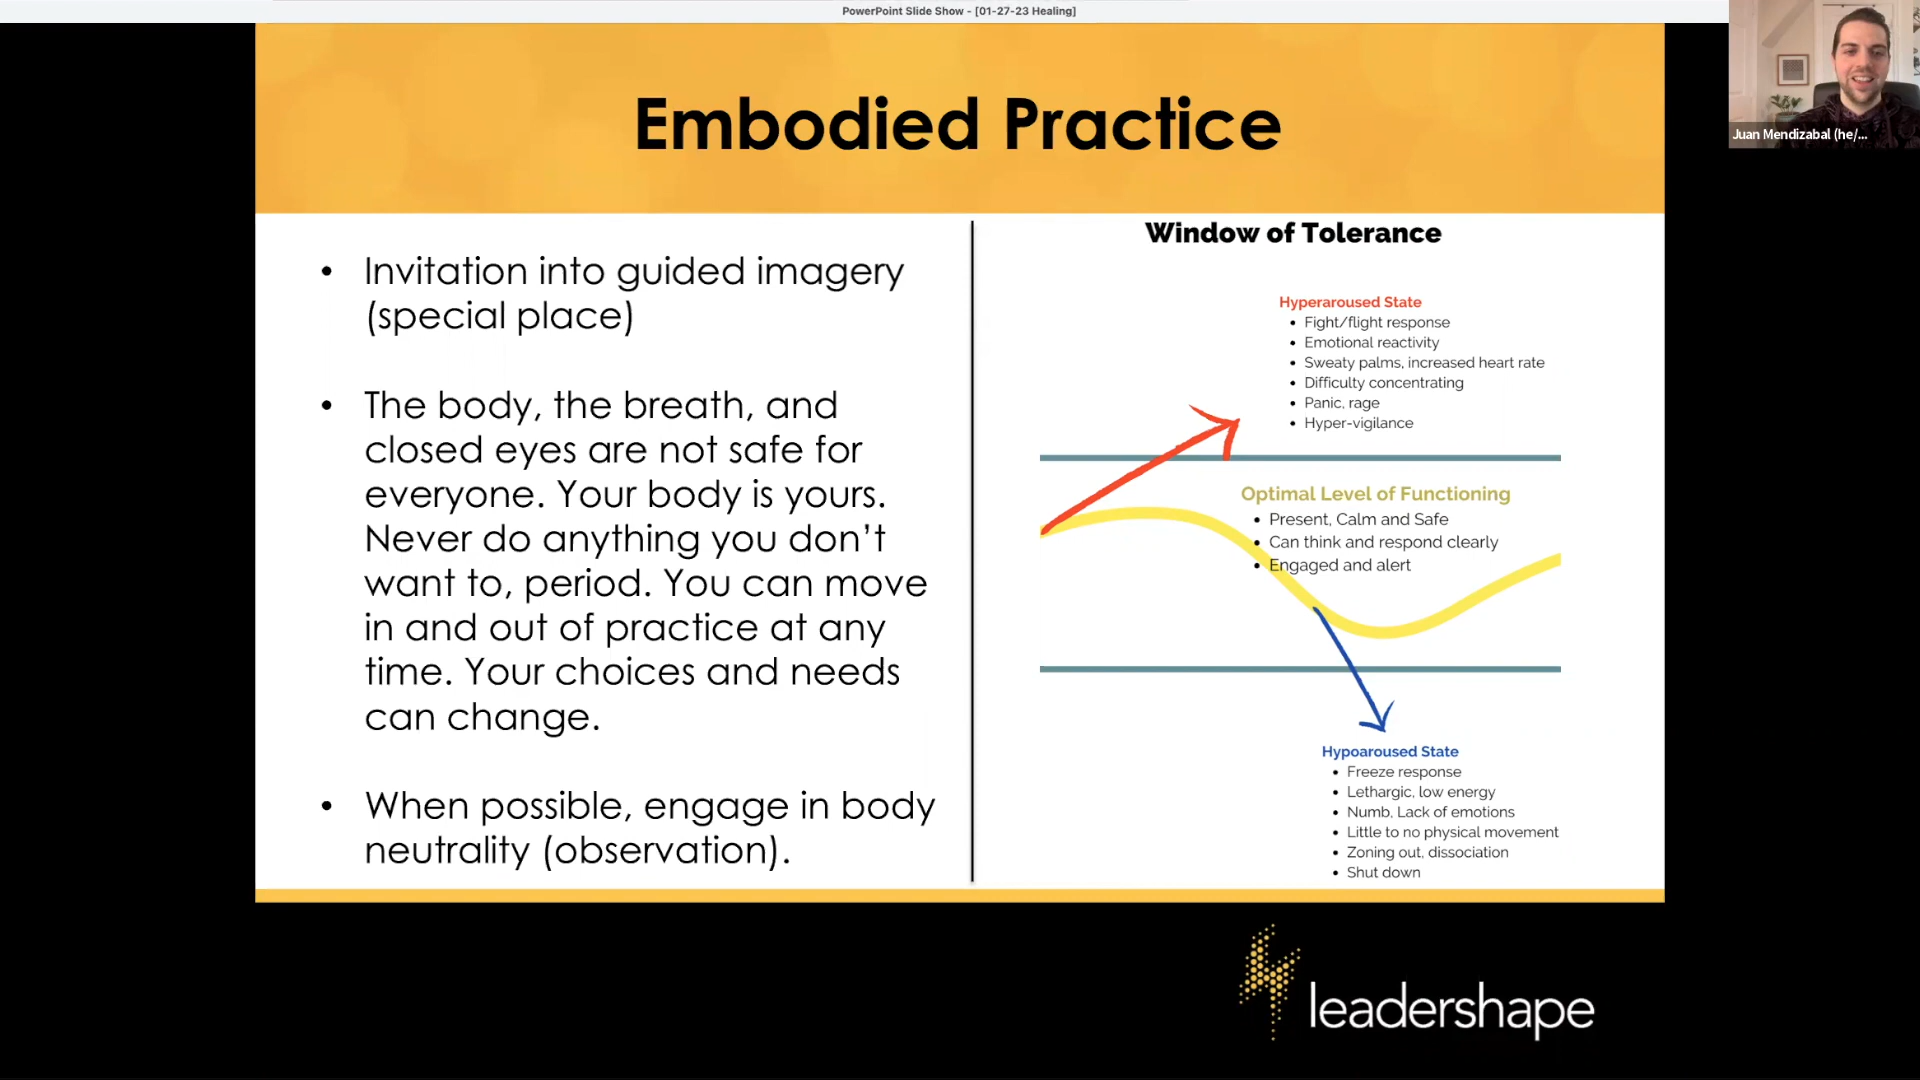 PowerPoint Slide Show - [01-27-23 Healing]
Juan Mendizabal (he/...
Embodied Practice
• Invitation into guided imagery
(special place)
• The body, the breath, and
closed eyes are not safe for
everyone. Your body is yours.
Never do anything you don’t
want to, period. You can move
in and out of practice at any
time. Your choices and needs
can change.
• When possible, engage in body
neutrality (observation).
Window of Tolerance
Hyperaroused State
• Fight/flight response
• Emotional reactivity
• Sweaty palms, increased heart rate
• Difficulty concentrating
• Panic, rage
• Hyper-vigilance
Optimal Level of Functioning
• Present, Calm and Safe
• Can think and respond clearly
• Engaged and alert
Hypoaroused State
• Freeze response
• Lethargic, low energy
• Numb, Lack of emotions
• Little to no physical movement
• Zoning out, dissociation
• Shut down
leadershape